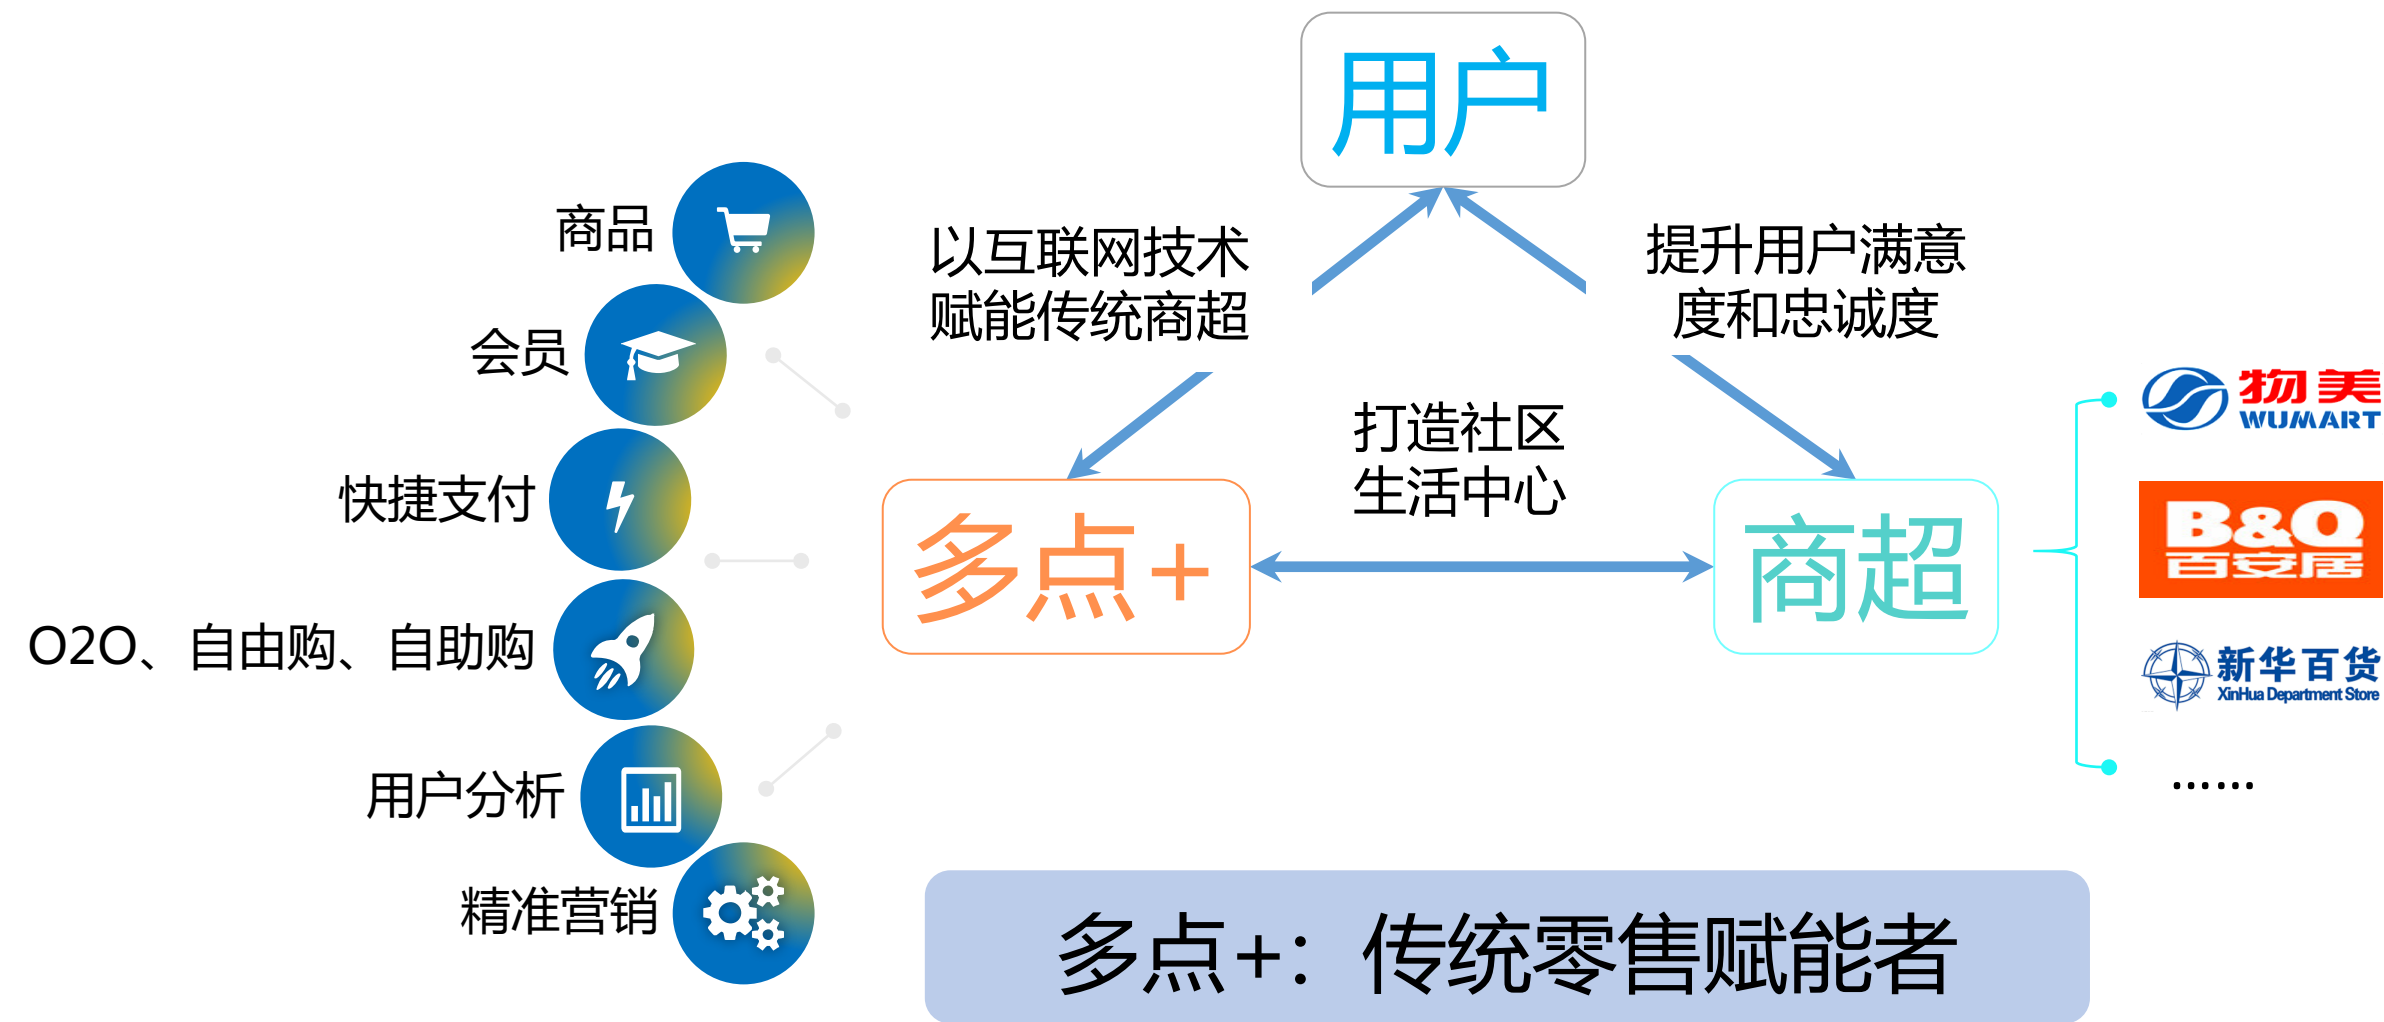 用户
商品
会员
快捷支付
O2O、自由购、自助购
用户分析
精准营销
以互联网技术
赋能传统商超
提升用户满意
度和忠诚度
打造社区
生活中心
多点+
商超
物美
WUMART
B&Q
百安居
新华百货
XinHua Department Store
……
多点+：传统零售赋能者